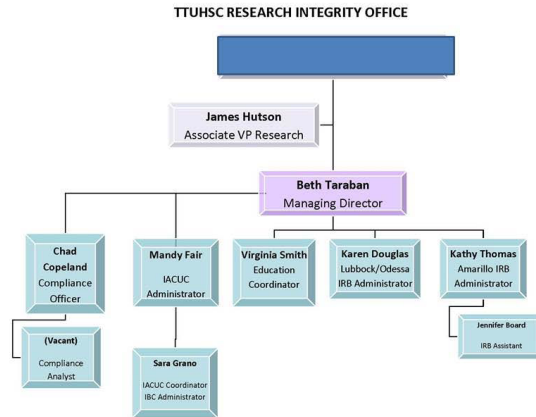 TTUHSC RESEARCH INTEGRITY OFFICE
James Hutson
Associate VP Research
Beth Taraban
Managing Director
Chad
Copeland
Compliance
Officer
Mandy Fair
IACUC
Administrator
Virginia Smith
Education
Coordinator
Karen Douglas
Lubbock/Odessa
IRB Administrator
Kathy Thomas
Amarillo IRB
Administrator
(Vacant)
Compliance
Analyst
Sara Grano
IACUC Coordinator
IBC Administrator
Jennifer Board
IRB Assistant